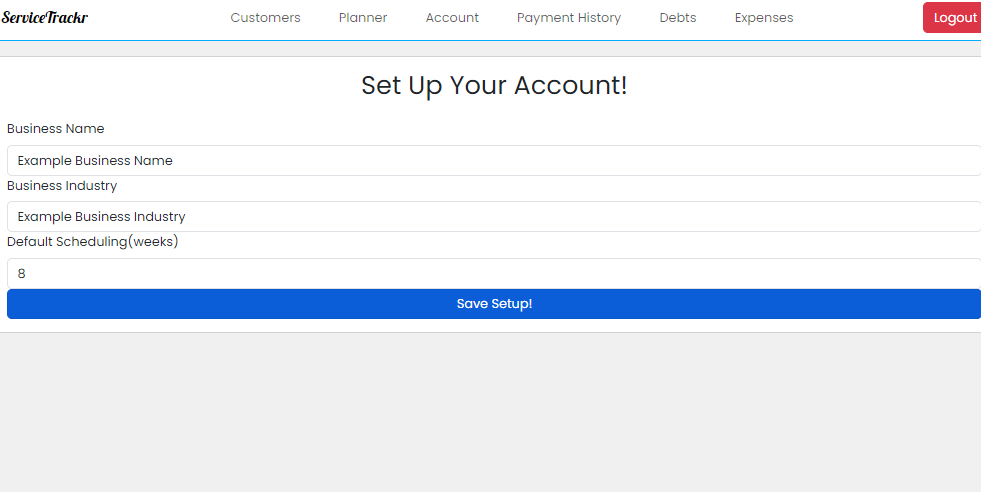 ServiceTrackr Customers Planner Account Payment History Debts Expenses Logout
Set Up Your Account!
Business Name
Example Business Name
Business Industry
Example Business Industry
Default Scheduling(weeks)
8
Save Setup!